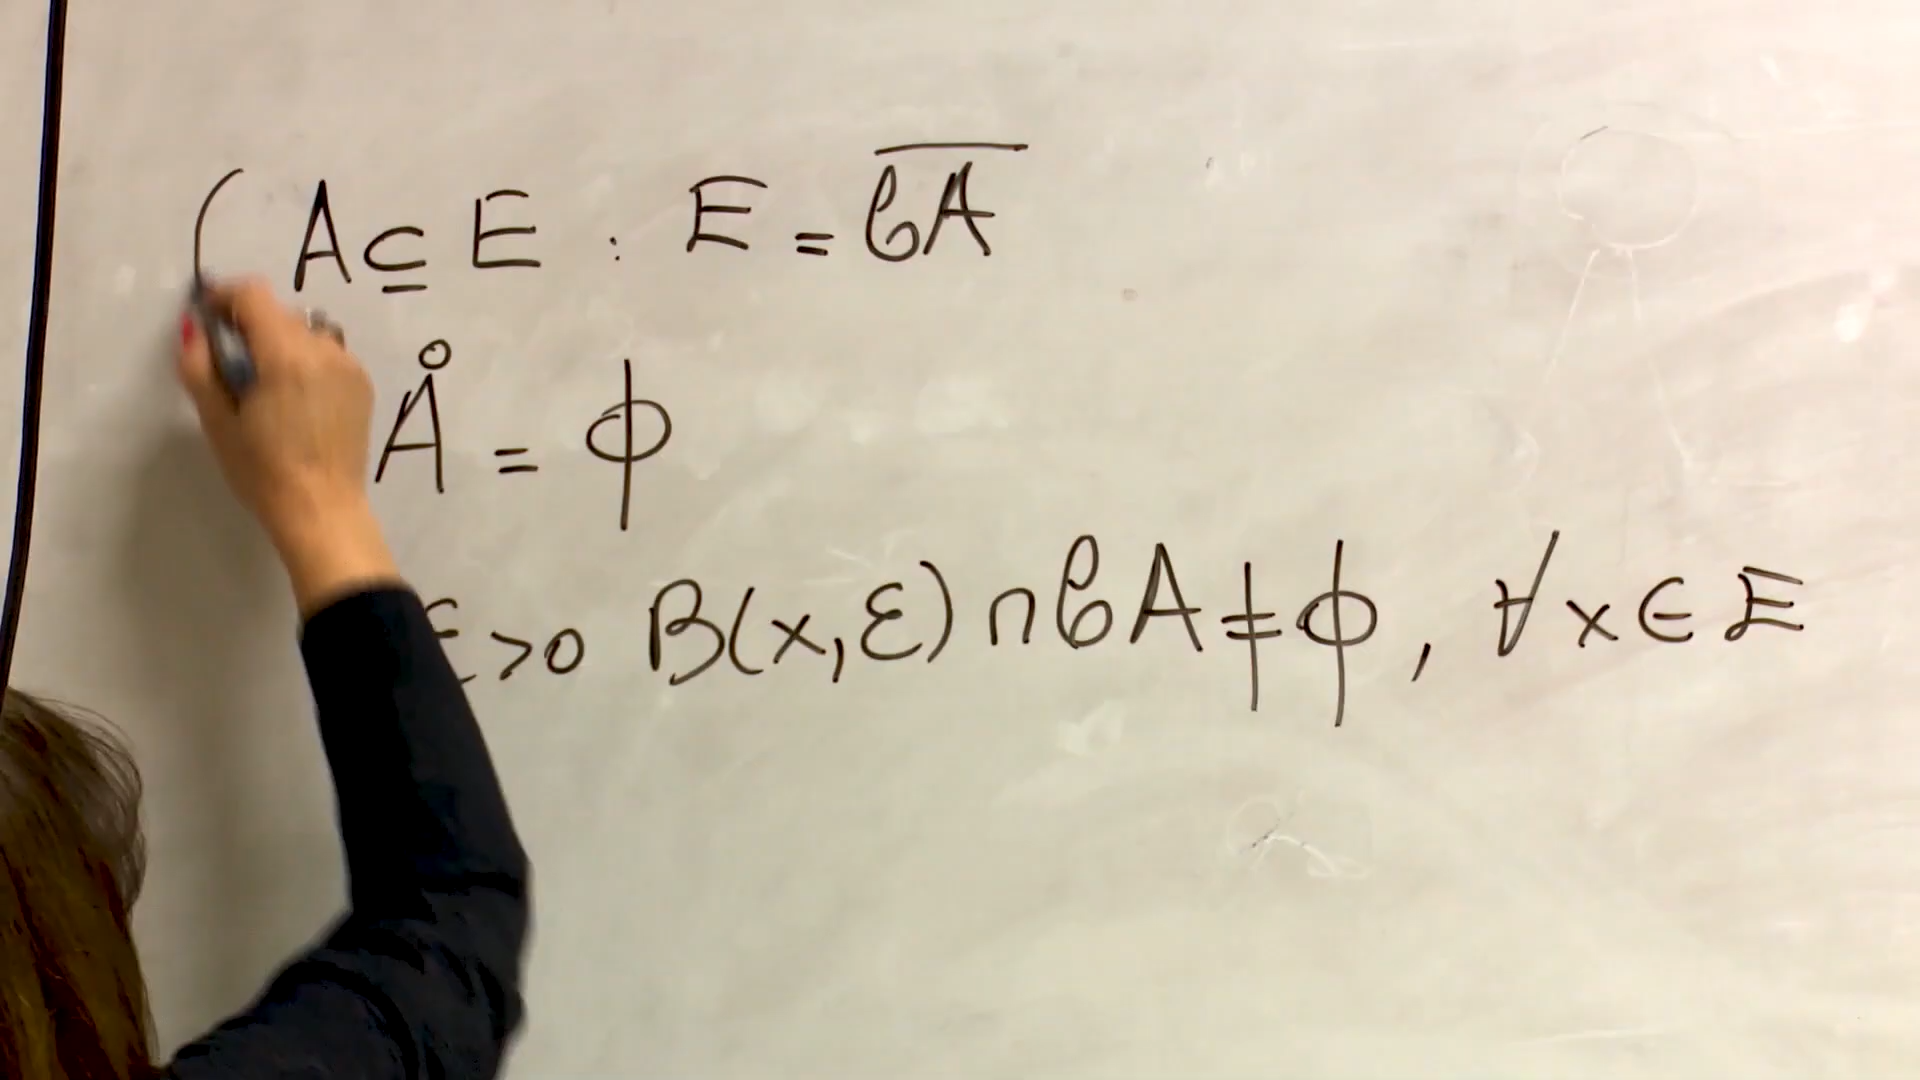 ( A ⊆ E : E = \overline{∁A}
Å = ϕ
ε>0 B(x,ε) ∩ ∁A ≠ ϕ, ∀x ∈ E